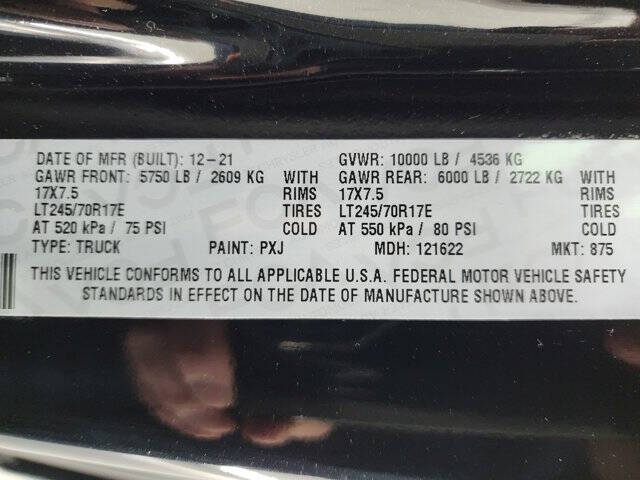 DATE OF MFR (BUILT): 12-21 GVWR: 10000 LB / 4536 KG
GAWR FRONT: 5750 LB / 2609 KG WITH GAWR REAR: 6000 LB / 2722 KG WITH
17X7.5 RIMS 17X7.5 RIMS
LT245/70R17E TIRES LT245/70R17E TIRES
AT 520 kPa / 75 PSI COLD AT 550 kPa / 80 PSI COLD
TYPE: TRUCK PAINT: PXJ MDH: 121622 MKT: 875
THIS VEHICLE CONFORMS TO ALL APPLICABLE U.S.A. FEDERAL MOTOR VEHICLE SAFETY
STANDARDS IN EFFECT ON THE DATE OF MANUFACTURE SHOWN ABOVE.